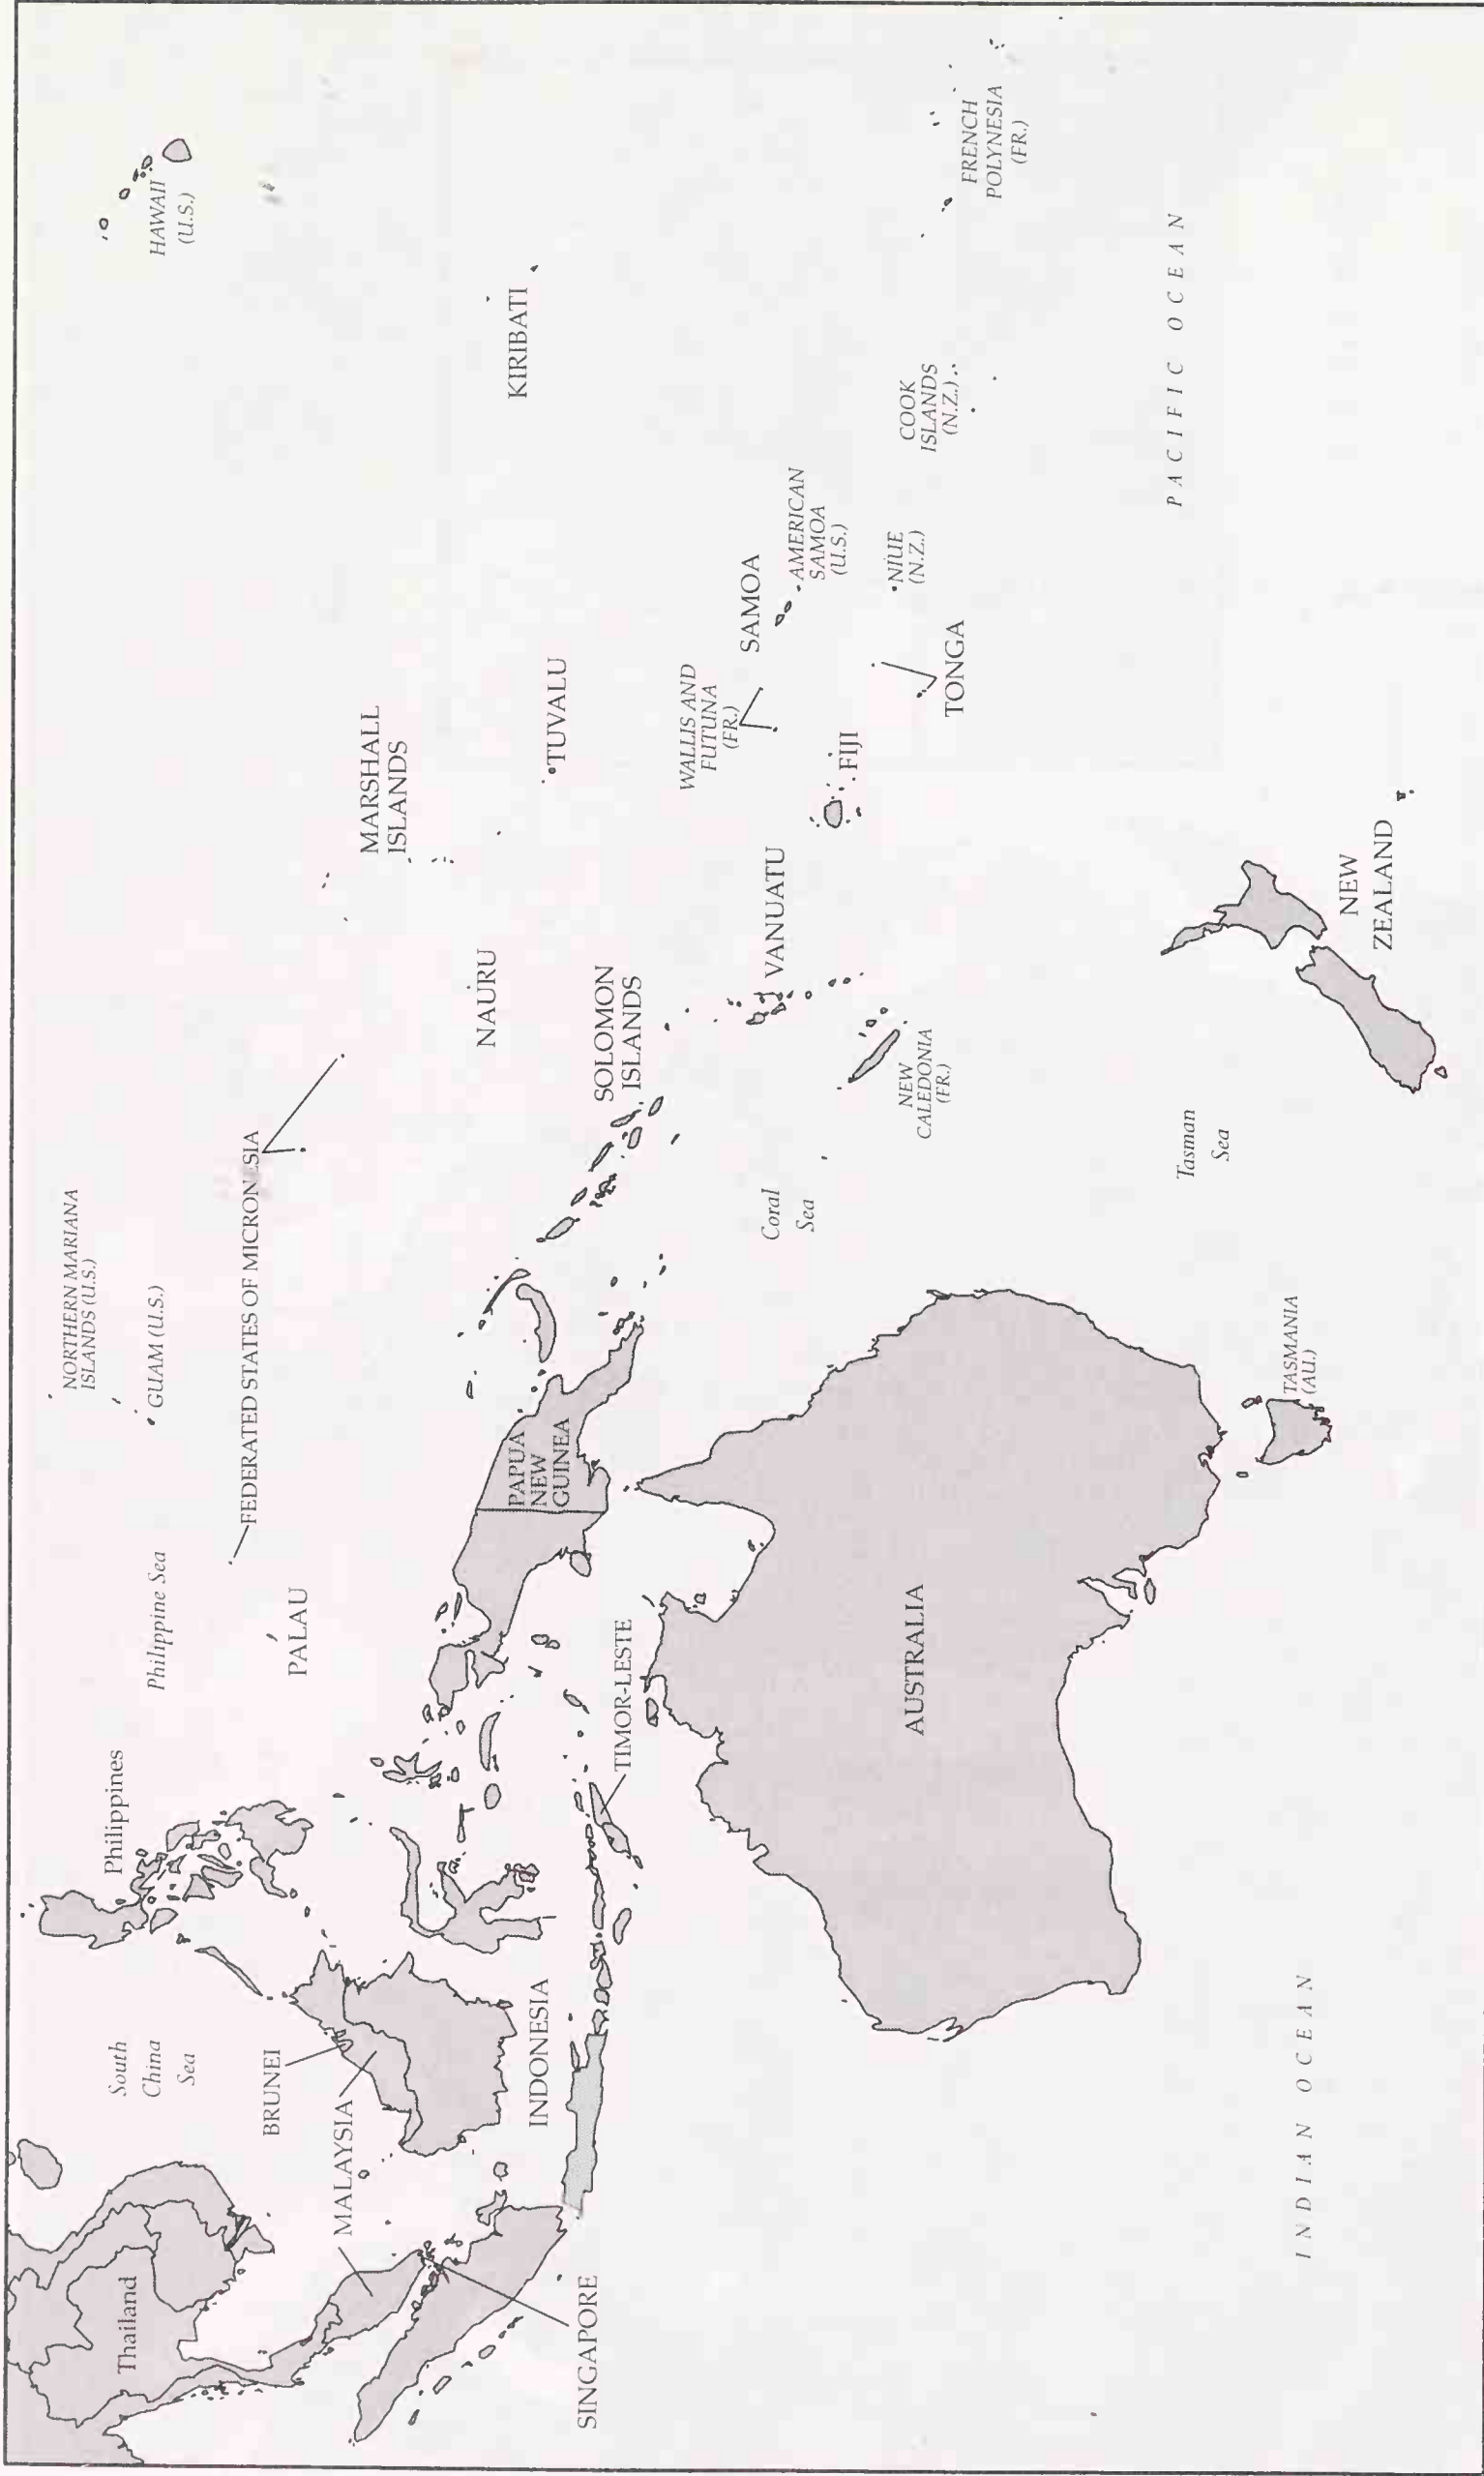 NORTHERN MARIANA
ISLANDS (U.S.)
GUAM (U.S.)
HAWAII
(U.S.)
Philippines
Philippine Sea
South
China
Sea
Thailand
FEDERATED STATES OF MICRONESIA
PALAU
MARSHALL
ISLANDS
BRUNEI
MALAYSIA
NAURU
KIRIBATI
TUVALU
PAPUA
NEW
GUINEA
INDONESIA
SINGAPORE
TIMOR-LESTE
SOLOMON
ISLANDS
WALLIS AND
FUTUNA
(FR.)
SAMOA
AMERICAN
SAMOA
(U.S.)
VANUATU
FIJI
Coral
Sea
NEW
CALEDONIA
(FR.)
TONGA
NIUE
(N.Z.)
COOK
ISLANDS
(N.Z.)
FRENCH
POLYNESIA
(FR.)
AUSTRALIA
Tasman
Sea
PACIFIC OCEAN
TASMANIA
(AU.)
NEW
ZEALAND
INDIAN OCEAN